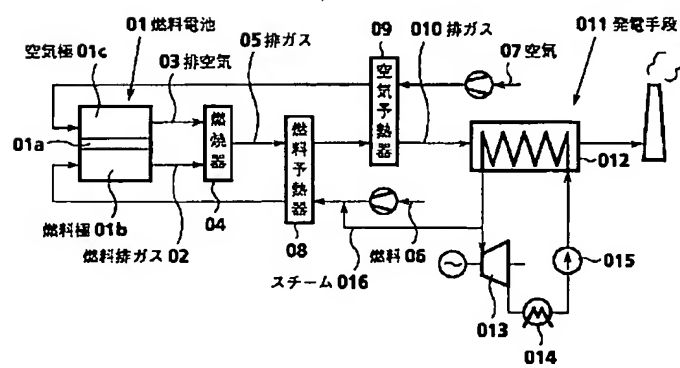 01 燃料電池
空気極 01c
03 排空気
05 排ガス
09
010 排ガス
07 空気
011 発電手段
空気予熱器
燃焼器
燃料予熱器
01a
012
燃料極 01b
04
08
燃料 06
燃料排ガス 02
スチーム 016
013
015
014